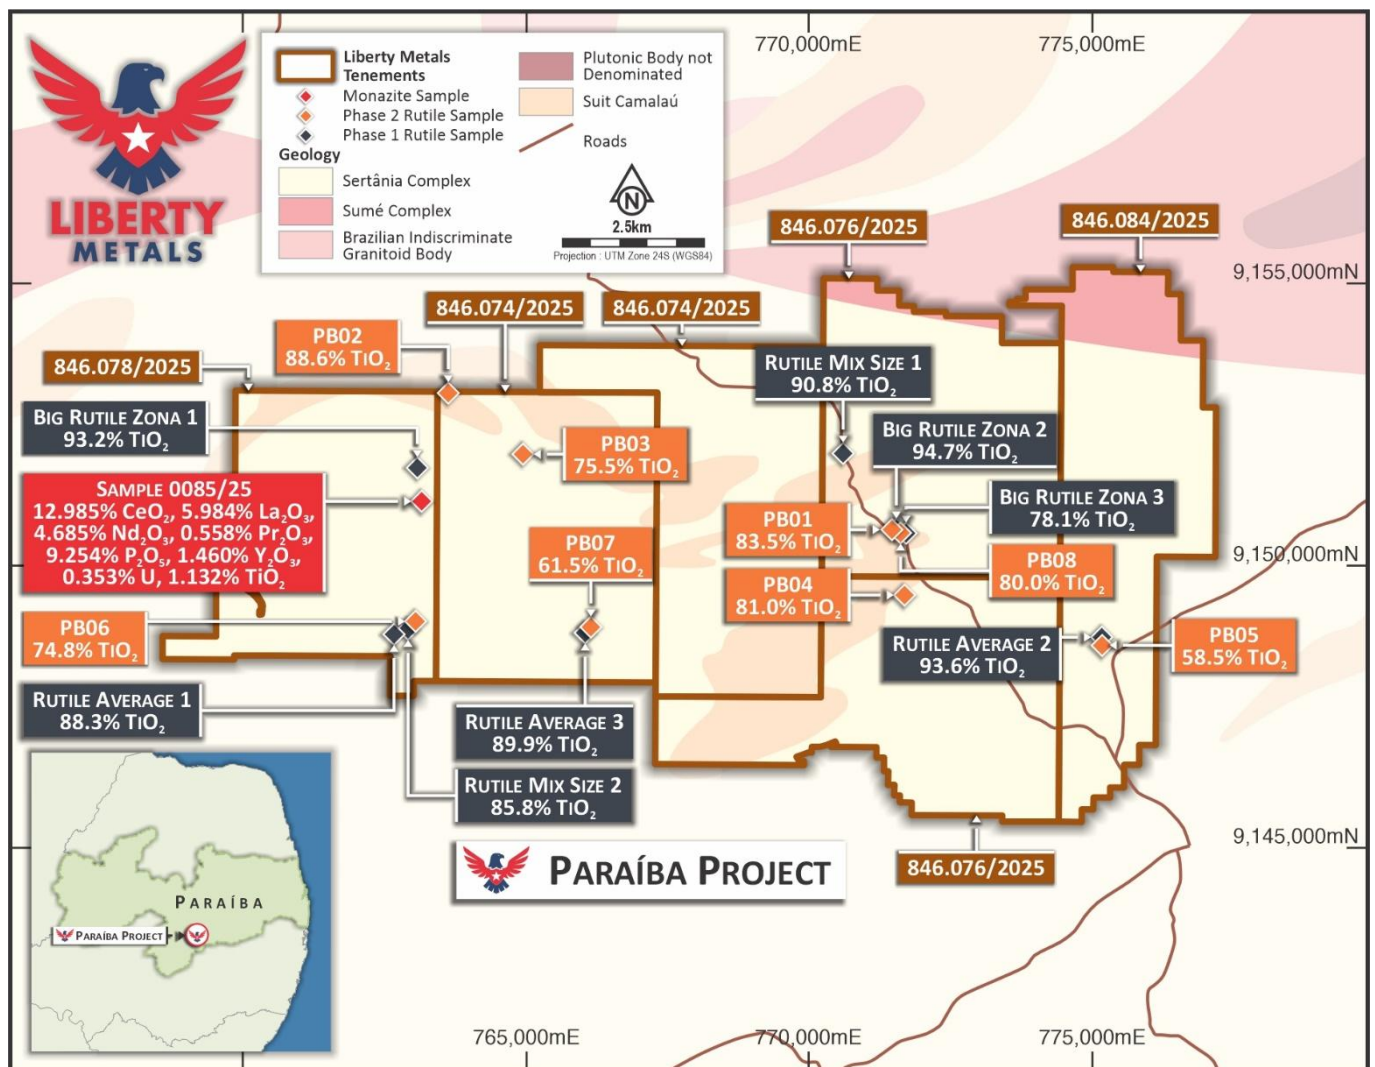 770,000mE
775,000mE
LIBERTY
METALS
Liberty Metals
Tenements
Monazite Sample
Phase 2 Rutile Sample
Phase 1 Rutile Sample
Geology
Sertânia Complex
Sumé Complex
Brazilian Indiscriminate
Granitoid Body
Plutonic Body not
Denominated
Suit Camalaú
Roads
N
2.5km
Projection : UTM Zone 24S (WGS84)
846.076/2025
846.084/2025
9,155,000mN
846.074/2025
846.074/2025
PB02
88.6% TiO₂
846.078/2025
RUTILE MIX SIZE 1
90.8% TiO₂
BIG RUTILE ZONA 1
93.2% TiO₂
PB03
75.5% TiO₂
BIG RUTILE ZONA 2
94.7% TiO₂
SAMPLE 0085/25
12.985% CeO₂, 5.984% La₂O₃,
4.685% Nd₂O₃, 0.558% Pr₂O₃,
9.254% P₂O₅, 1.460% Y₂O₃,
0.353% U, 1.132% TiO₂
BIG RUTILE ZONA 3
78.1% TiO₂
PB01
83.5% TiO₂
PB07
61.5% TiO₂
PB08
80.0% TiO₂
9,150,000mN
PB04
81.0% TiO₂
PB06
74.8% TiO₂
RUTILE AVERAGE 2
93.6% TiO₂
PB05
58.5% TiO₂
RUTILE AVERAGE 1
88.3% TiO₂
RUTILE AVERAGE 3
89.9% TiO₂
RUTILE MIX SIZE 2
85.8% TiO₂
9,145,000mN
PARAÍBA PROJECT
846.076/2025
PARAÍBA
PARAÍBA PROJECT
765,000mE
770,000mE
775,000mE